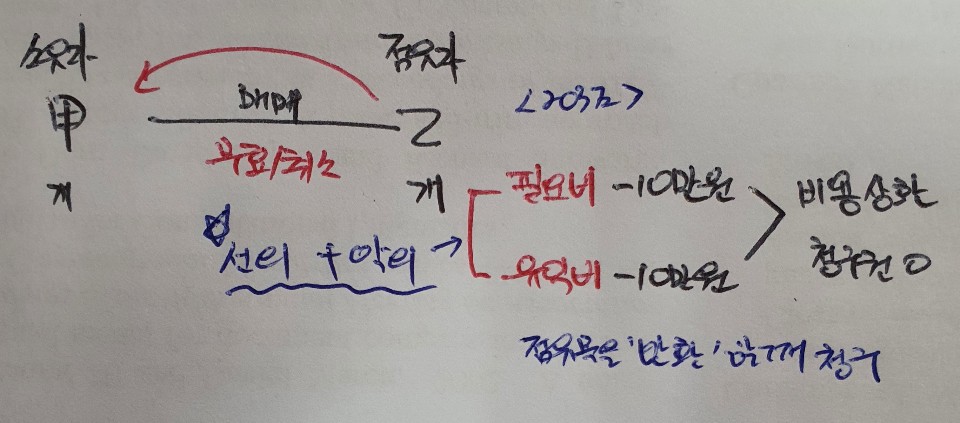 소유자
점유자
매매
<203조>
甲
乙
무효/취소
개
개
필요비 -10만원
비용상환
☆선의 + 악의 →
유익비 -10만원
청구권 O
점유물을 '반환' 할 때 청구